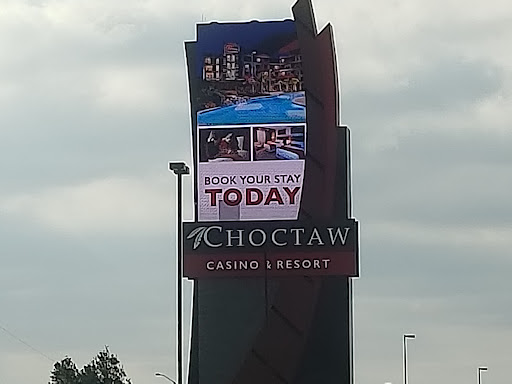 BOOK YOUR STAY
TODAY
CHOCTAW
CASINO & RESORT